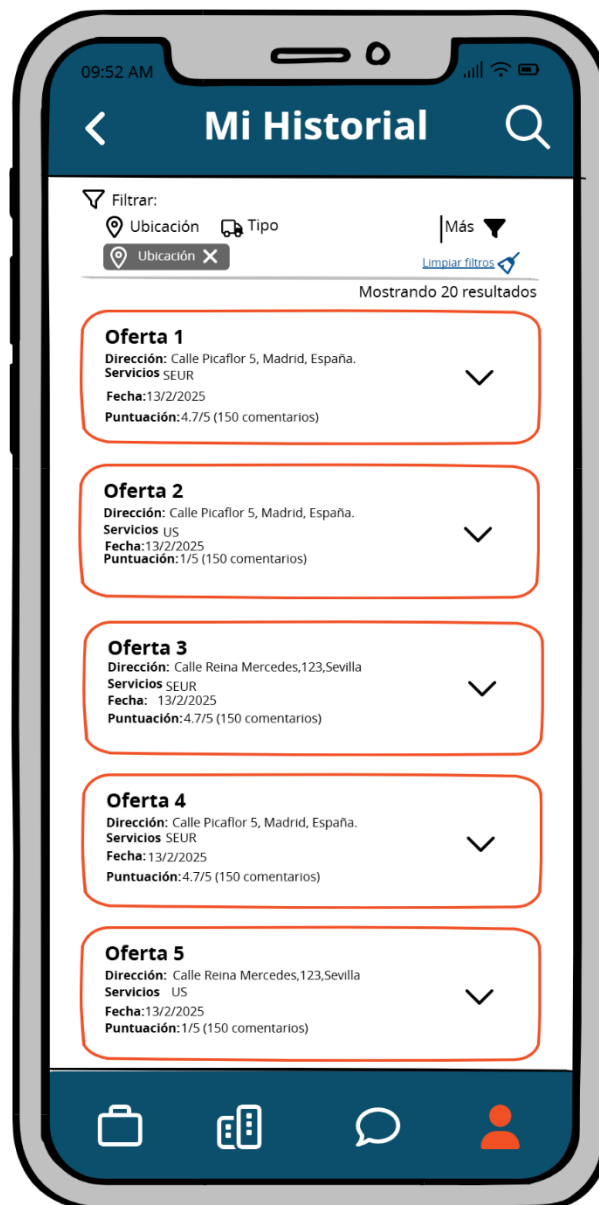 09:52 AM
Mi Historial
Filtrar:
Ubicación Tipo Más
Ubicación
Limpiar filtros
Mostrando 20 resultados
Oferta 1
Dirección: Calle Picaflor 5, Madrid, España.
Servicios SEUR
Fecha:13/2/2025
Puntuación:4.7/5 (150 comentarios)
Oferta 2
Dirección: Calle Picaflor 5, Madrid, España.
Servicios US
Fecha:13/2/2025
Puntuación:1/5 (150 comentarios)
Oferta 3
Dirección: Calle Reina Mercedes,123,Sevilla
Servicios SEUR
Fecha: 13/2/2025
Puntuación:4.7/5 (150 comentarios)
Oferta 4
Dirección: Calle Picaflor 5, Madrid, España.
Servicios SEUR
Fecha:13/2/2025
Puntuación:4.7/5 (150 comentarios)
Oferta 5
Dirección: Calle Reina Mercedes,123,Sevilla
Servicios US
Fecha:13/2/2025
Puntuación:1/5 (150 comentarios)